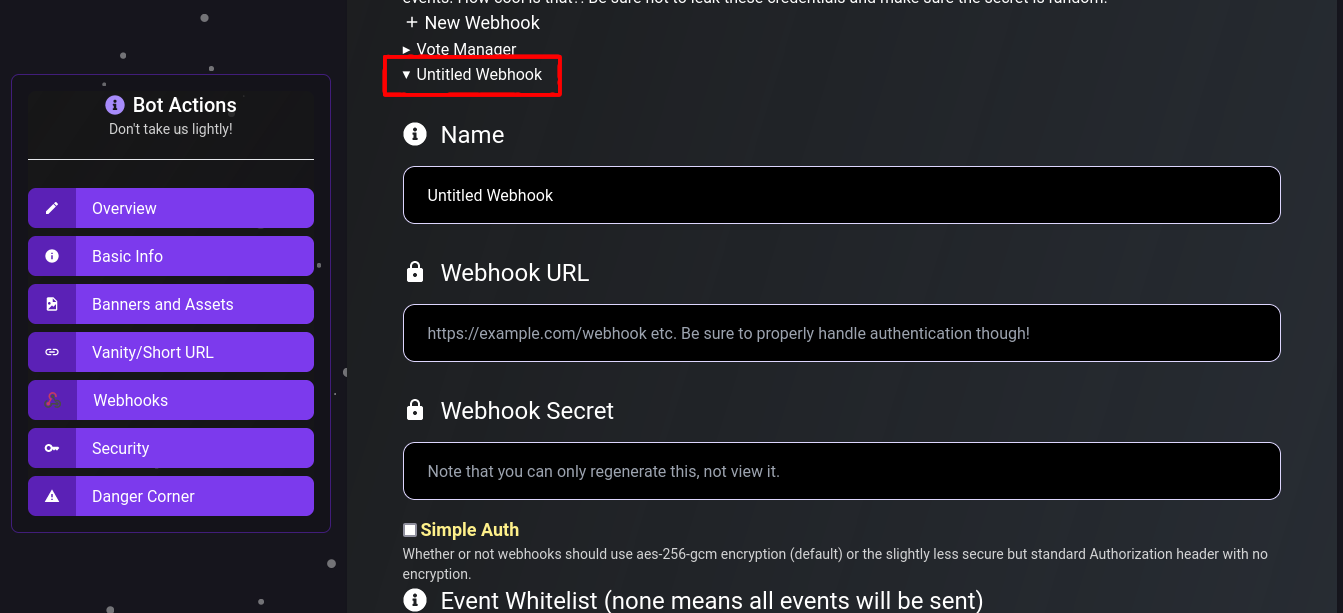 events. How cool is that?. Be sure not to leak these credentials and make sure the secret is random!
+ New Webhook
▸ Vote Manager
▾ Untitled Webhook
Bot Actions
Don't take us lightly!
Overview
Basic Info
Banners and Assets
Vanity/Short URL
Webhooks
Security
Danger Corner
Name
Untitled Webhook
Webhook URL
https://example.com/webhook etc. Be sure to properly handle authentication though!
Webhook Secret
Note that you can only regenerate this, not view it.
Simple Auth
Whether or not webhooks should use aes-256-gcm encryption (default) or the slightly less secure but standard Authorization header with no
encryption.
Event Whitelist (none means all events will be sent)